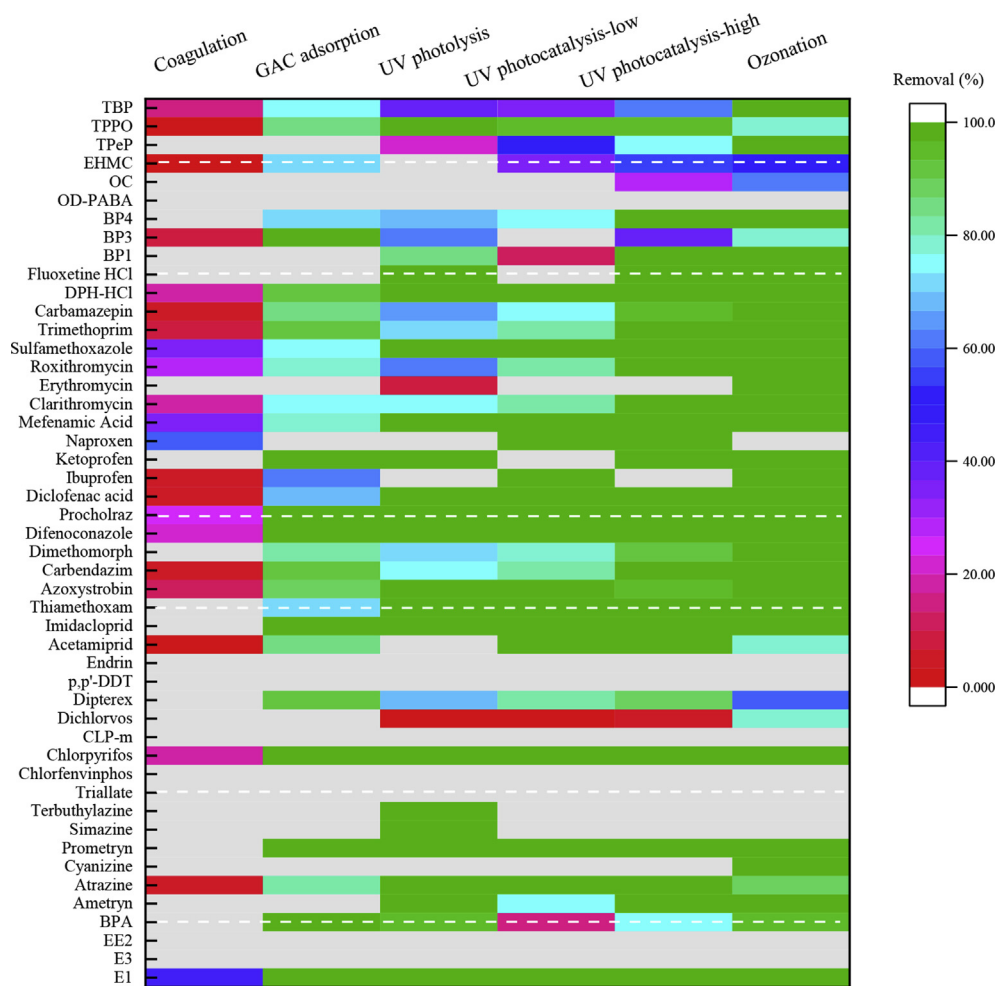 Coagulation
GAC adsorption
UV photolysis
UV photocatalysis-low
UV photocatalysis-high
Ozonation
Removal (%)
TBP
TPPO
TPeP
EHMC
OC
OD-PABA
BP4
BP3
BP1
Fluoxetine HCl
DPH-HCl
Carbamazepin
Trimethoprim
Sulfamethoxazole
Roxithromycin
Erythromycin
Clarithromycin
Mefenamic Acid
Naproxen
Ketoprofen
Ibuprofen
Diclofenac acid
Procholraz
Difenoconazole
Dimethomorph
Carbendazim
Azoxystrobin
Thiamethoxam
Imidacloprid
Acetamiprid
Endrin
p,p'-DDT
Dipterex
Dichlorvos
CLP-m
Chlorpyrifos
Chlorfenvinphos
Triallate
Terbuthylazine
Simazine
Prometryn
Cyanizine
Atrazine
Ametryn
BPA
EE2
E3
E1
100.0
80.00
60.00
40.00
20.00
0.000